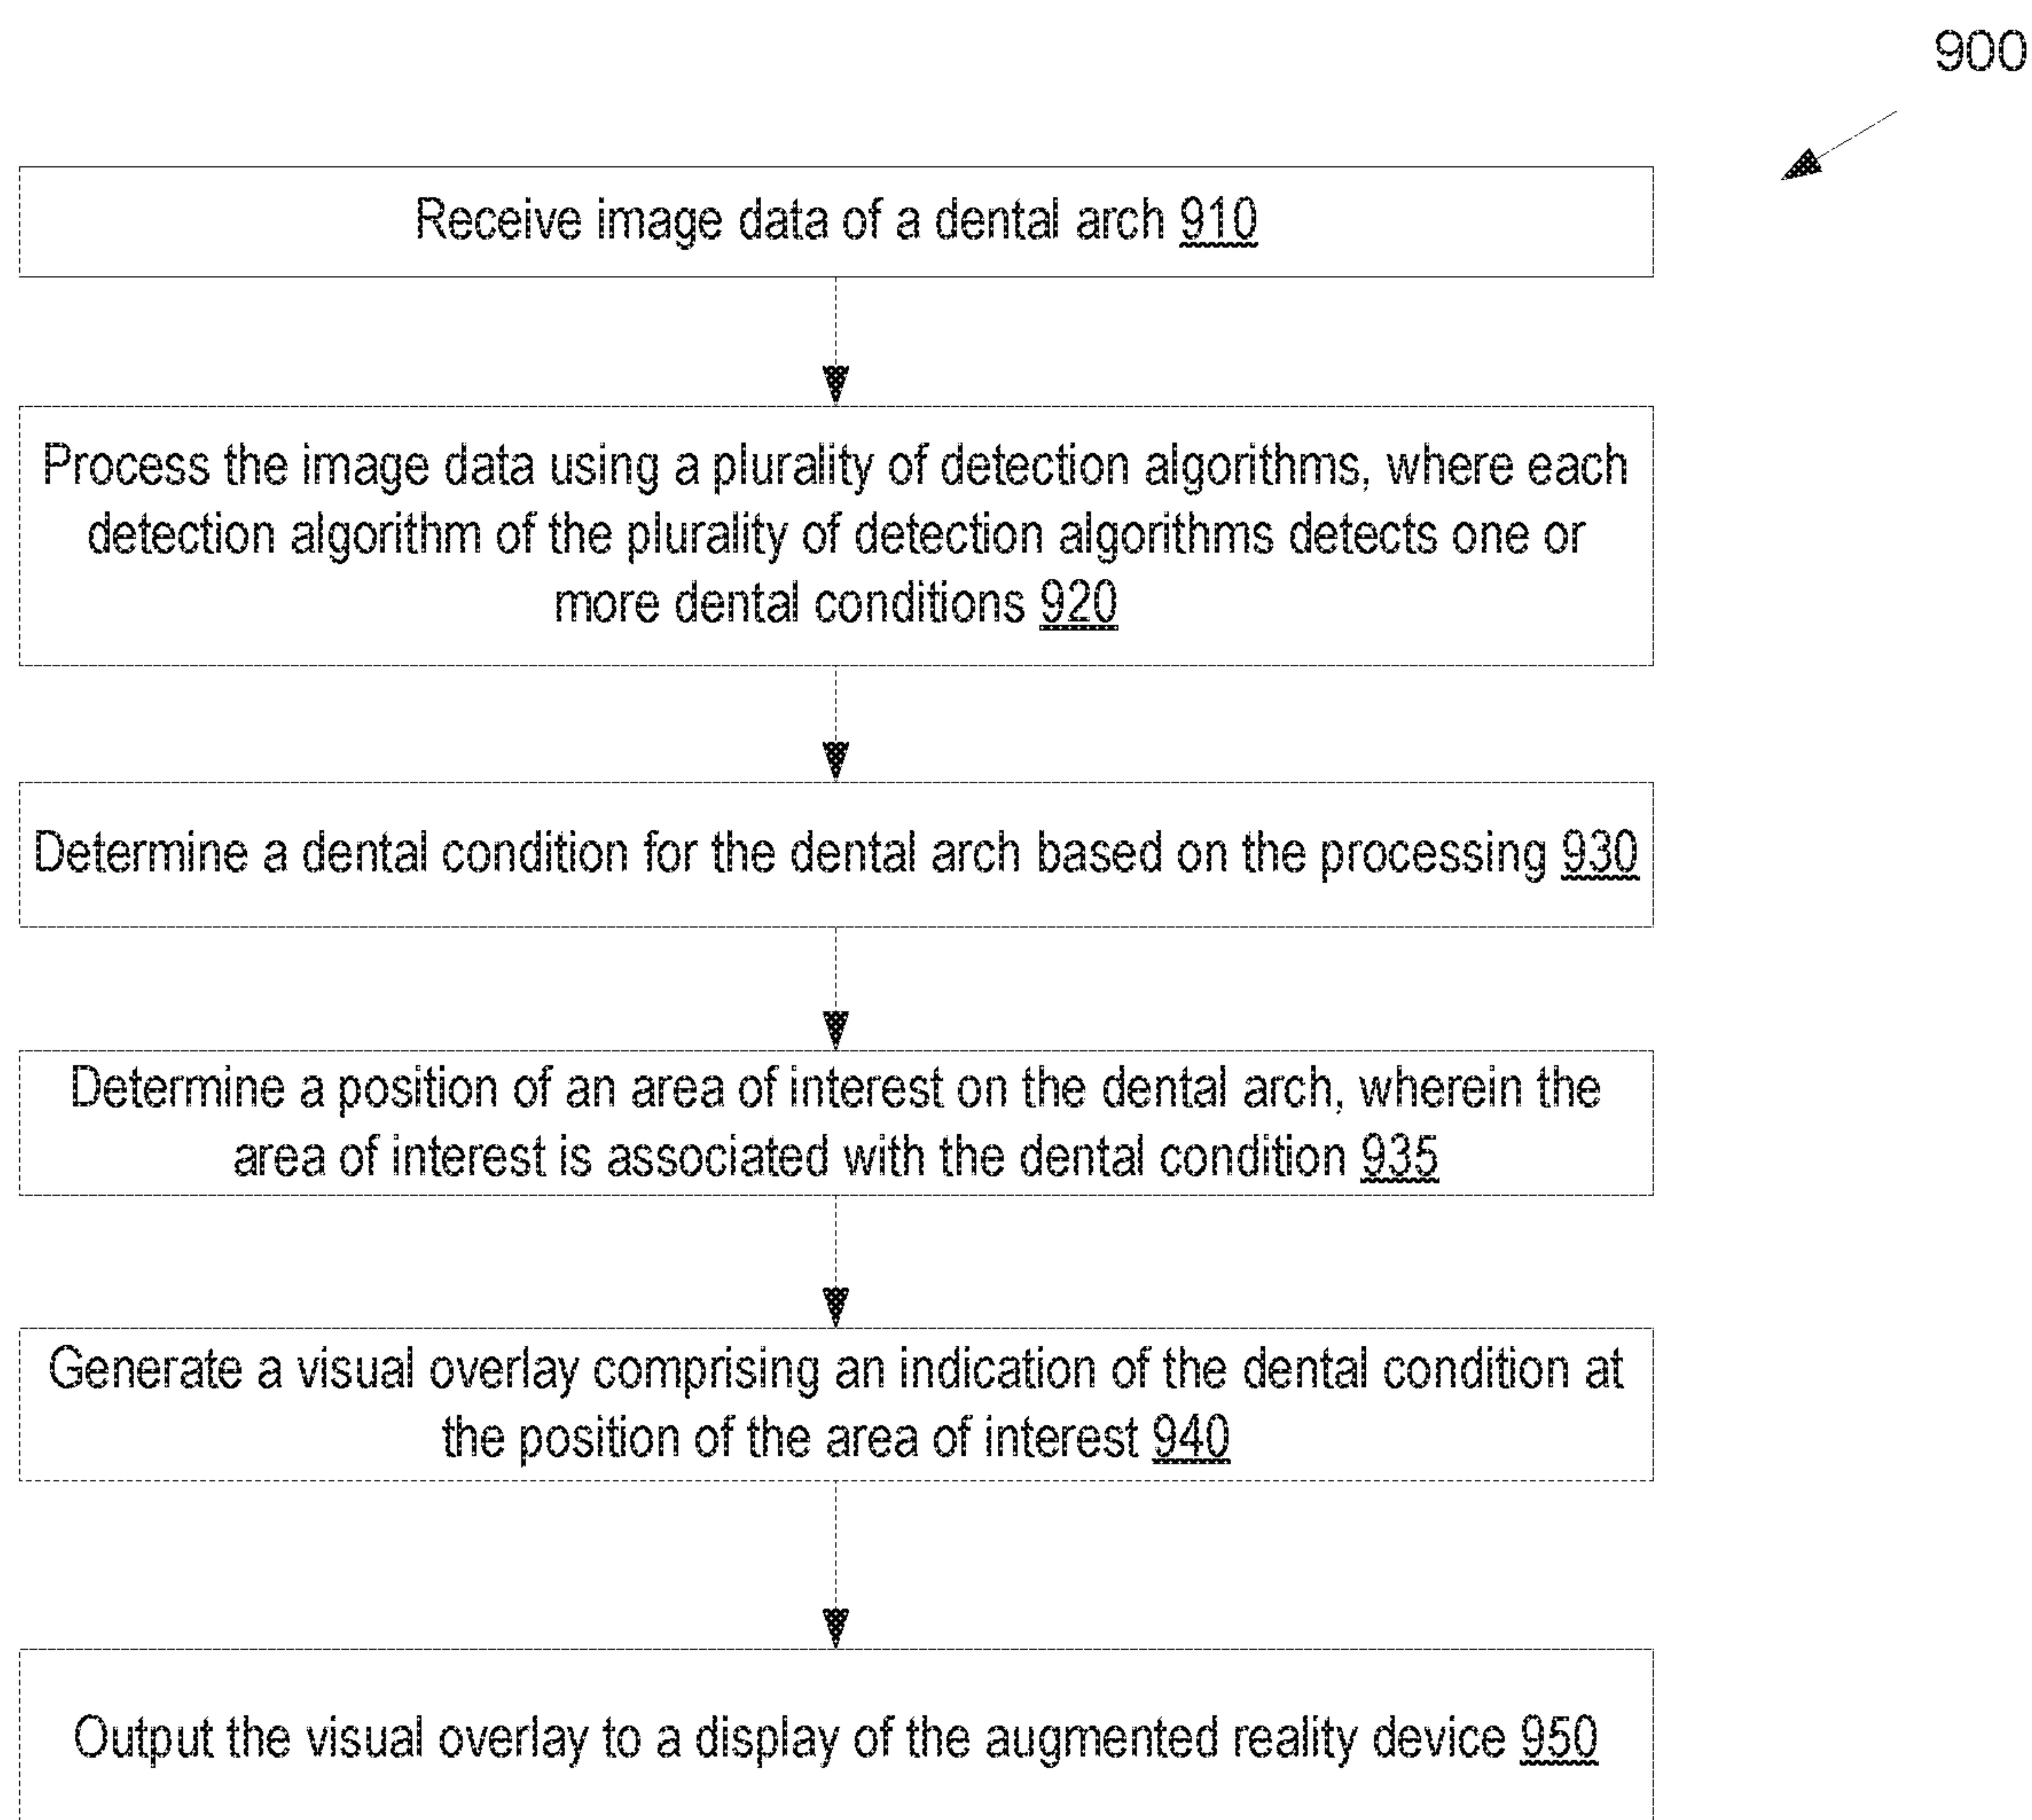 900
Receive image data of a dental arch 910
Process the image data using a plurality of detection algorithms, where each
detection algorithm of the plurality of detection algorithms detects one or
more dental conditions 920
Determine a dental condition for the dental arch based on the processing 930
Determine a position of an area of interest on the dental arch, wherein the
area of interest is associated with the dental condition 935
Generate a visual overlay comprising an indication of the dental condition at
the position of the area of interest 940
Output the visual overlay to a display of the augmented reality device 950